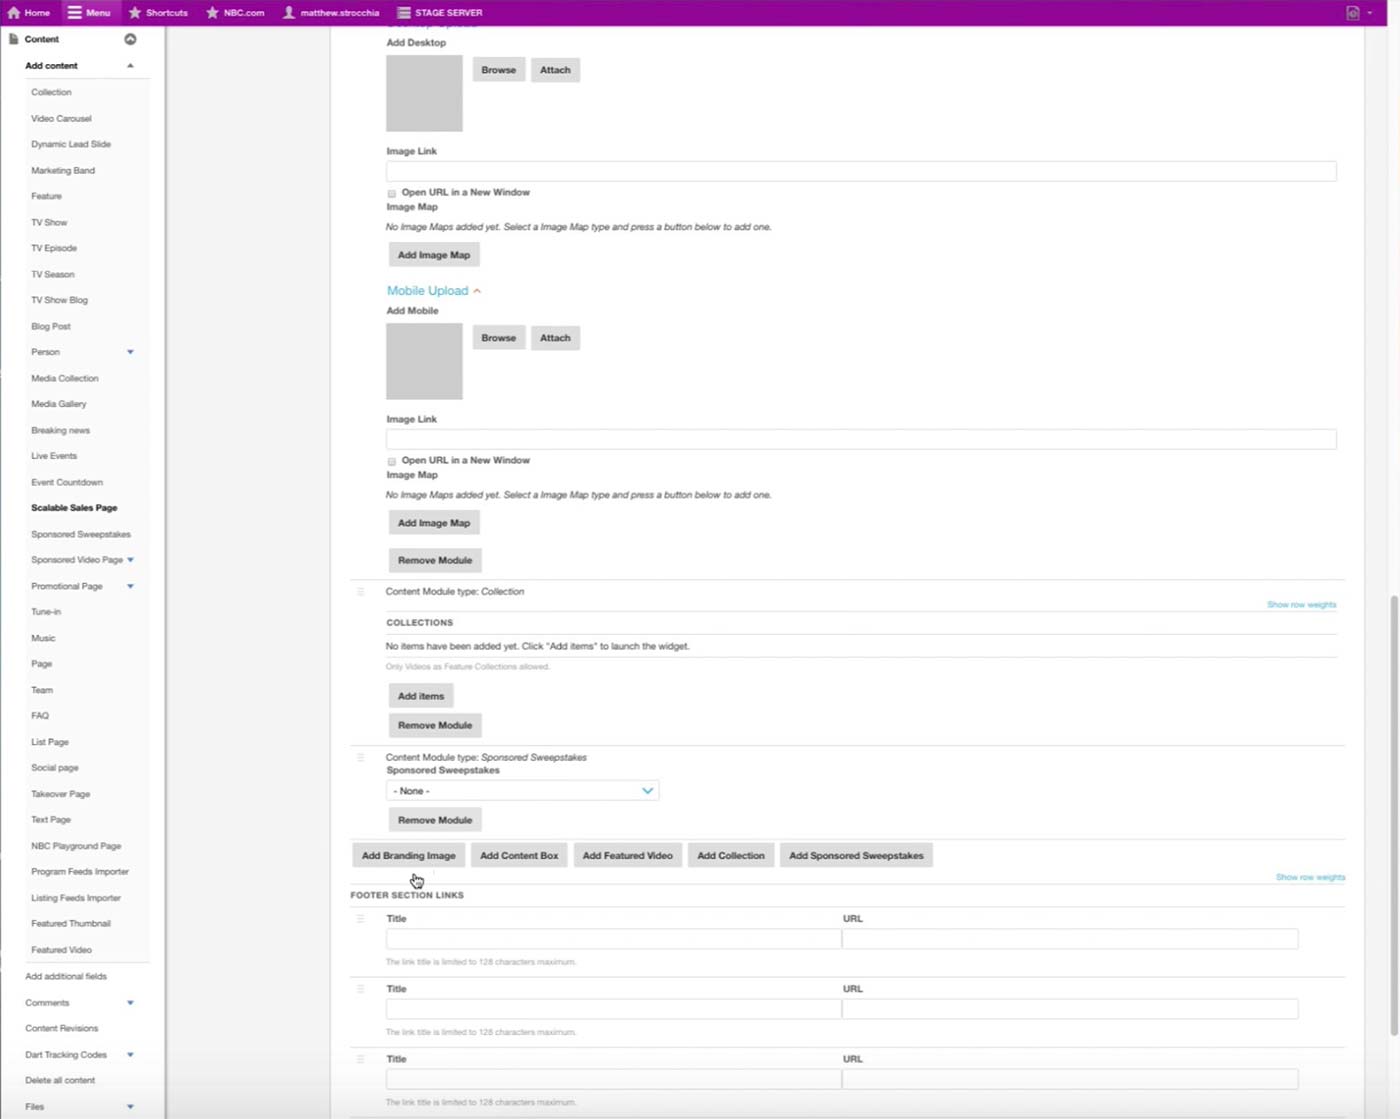 Home Menu Shortcuts NBC.com matthew.strocchia STAGE SERVER
Content
Add content
Collection
Video Carousel
Dynamic Lead Slide
Marketing Band
Feature
TV Show
TV Episode
TV Season
TV Show Blog
Blog Post
Person
Media Collection
Media Gallery
Breaking news
Live Events
Event Countdown
Scalable Sales Page
Sponsored Sweepstakes
Sponsored Video Page
Promotional Page
Tune-in
Music
Page
Team
FAQ
List Page
Social page
Takeover Page
Text Page
NBC Playground Page
Program Feeds Importer
Listing Feeds Importer
Featured Thumbnail
Featured Video
Add additional fields
Comments
Content Revisions
Dart Tracking Codes
Delete all content
Files
Add Desktop
Browse Attach
Image Link
Open URL in a New Window
Image Map
No Image Maps added yet. Select a Image Map type and press a button below to add one.
Add Image Map
Mobile Upload
Add Mobile
Browse Attach
Image Link
Open URL in a New Window
Image Map
No Image Maps added yet. Select a Image Map type and press a button below to add one.
Add Image Map
Remove Module
Content Module type: Collection
Show row weights
COLLECTIONS
No items have been added yet. Click "Add items" to launch the widget.
Only Videos as Feature Collections allowed.
Add items
Remove Module
Content Module type: Sponsored Sweepstakes
Sponsored Sweepstakes
- None -
Remove Module
Add Branding Image Add Content Box Add Featured Video Add Collection Add Sponsored Sweepstakes
Show row weights
FOOTER SECTION LINKS
Title URL
The link title is limited to 128 characters maximum.
Title URL
The link title is limited to 128 characters maximum.
Title URL
The link title is limited to 128 characters maximum.